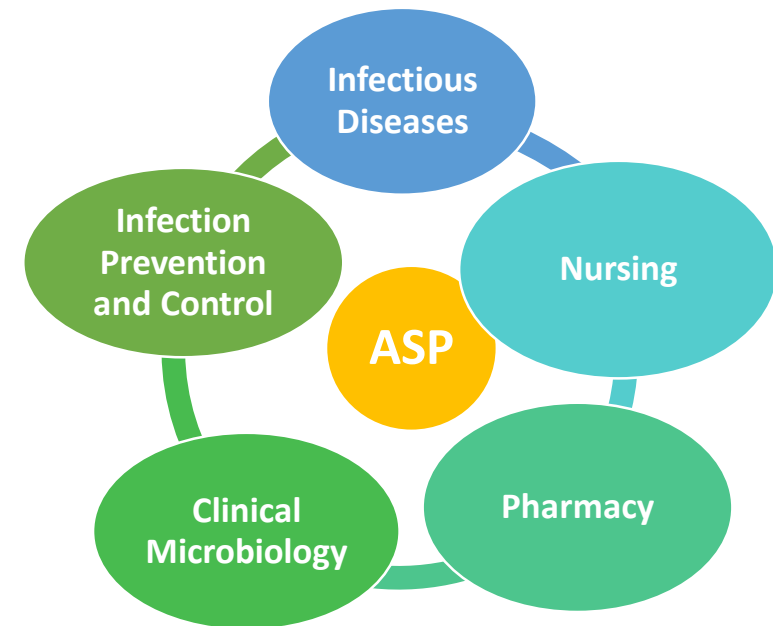 Infectious
Diseases
Nursing
Pharmacy
Clinical
Microbiology
Infection
Prevention
and Control
ASP